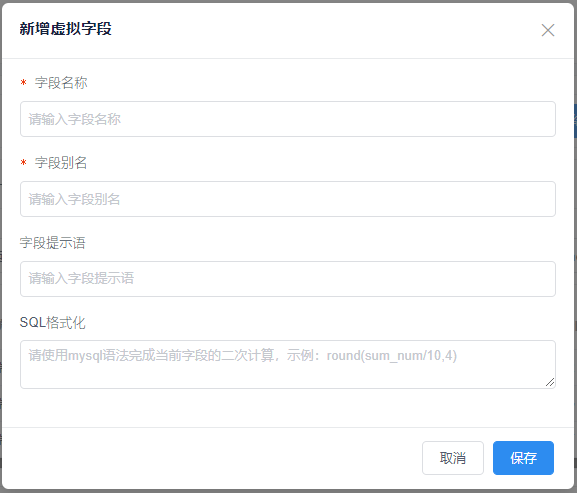 新增虚拟字段
* 字段名称
请输入字段名称
* 字段别名
请输入字段别名
字段提示语
请输入字段提示语
SQL格式化
请使用mysql语法完成当前字段的二次计算，示例：round(sum_num/10,4)
取消
保存